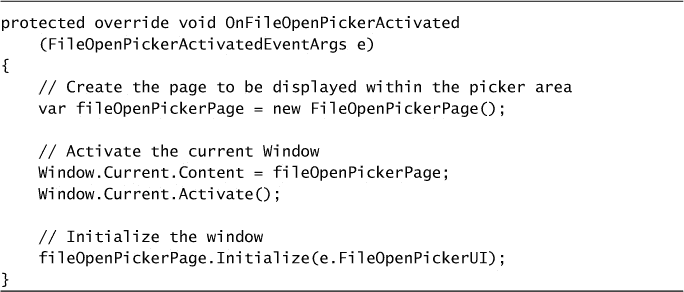 protected override void OnFileOpenPickerActivated
    (FileOpenPickerActivatedEventArgs e)
{
    // Create the page to be displayed within the picker area
    var fileOpenPickerPage = new FileOpenPickerPage();

    // Activate the current Window
    Window.Current.Content = fileOpenPickerPage;
    Window.Current.Activate();

    // Initialize the window
    fileOpenPickerPage.Initialize(e.FileOpenPickerUI);
}